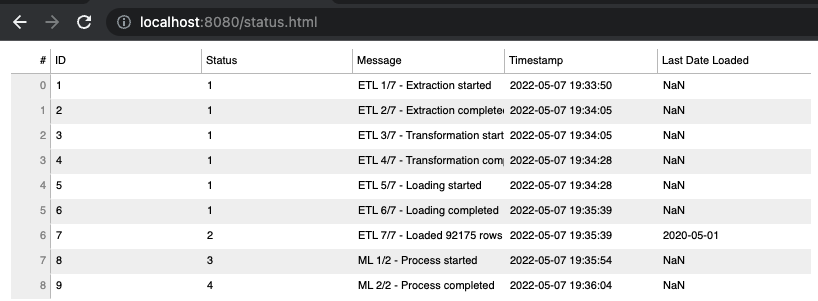 localhost:8080/status.html
# ID Status Message Timestamp Last Date Loaded
0 1 1 ETL 1/7 - Extraction started 2022-05-07 19:33:50 NaN
1 2 1 ETL 2/7 - Extraction complete 2022-05-07 19:34:05 NaN
2 3 1 ETL 3/7 - Transformation start 2022-05-07 19:34:05 NaN
3 4 1 ETL 4/7 - Transformation com 2022-05-07 19:34:28 NaN
4 5 1 ETL 5/7 - Loading started 2022-05-07 19:34:28 NaN
5 6 1 ETL 6/7 - Loading completed 2022-05-07 19:35:39 NaN
6 7 2 ETL 7/7 - Loaded 92175 rows 2022-05-07 19:35:39 2020-05-01
7 8 3 ML 1/2 - Process started 2022-05-07 19:35:54 NaN
8 9 4 ML 2/2 - Process completed 2022-05-07 19:36:04 NaN